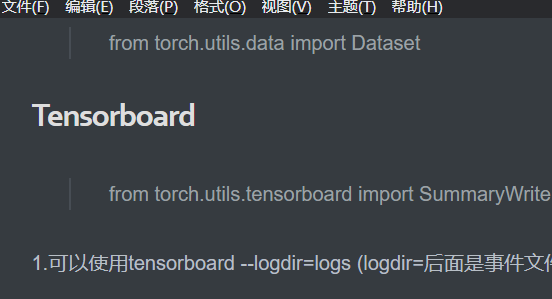 文件(F) 编辑(E) 段落(P) 格式(O) 视图(V) 主题(T) 帮助(H)
from torch.utils.data import Dataset
Tensorboard
from torch.utils.tensorboard import SummaryWrite
1.可以使用tensorboard --logdir=logs (logdir=后面是事件文件